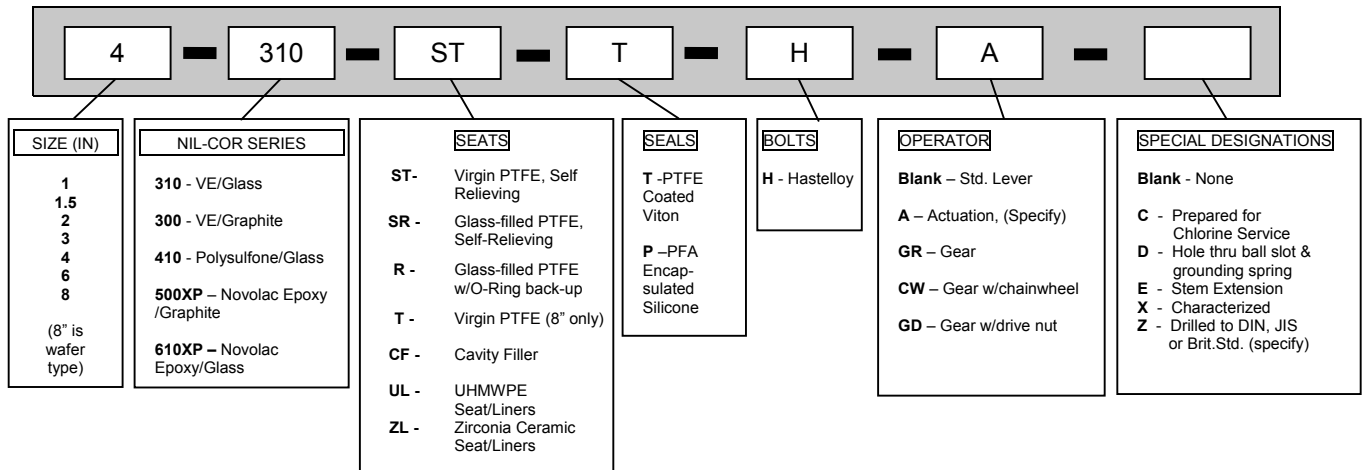 4 310 ST T H A
SIZE (IN)
1
1.5
2
3
4
6
8
(8” is
wafer
type)
NIL-COR SERIES
310 - VE/Glass
300 - VE/Graphite
410 - Polysulfone/Glass
500XP – Novolac Epoxy
/Graphite
610XP – Novolac
Epoxy/Glass
SEATS
ST- Virgin PTFE, Self
Relieving
SR - Glass-filled PTFE,
Self-Relieving
R - Glass-filled PTFE
w/O-Ring back-up
T - Virgin PTFE (8” only)
CF - Cavity Filler
UL - UHMWPE
Seat/Liners
ZL - Zirconia Ceramic
Seat/Liners
SEALS
T -PTFE
Coated
Viton
P –PFA
Encap-
sulated
Silicone
BOLTS
H - Hastelloy
OPERATOR
Blank – Std. Lever
A – Actuation, (Specify)
GR – Gear
CW – Gear w/chainwheel
GD – Gear w/drive nut
SPECIAL DESIGNATIONS
Blank - None
C - Prepared for
Chlorine Service
D - Hole thru ball slot &
grounding spring
E - Stem Extension
X - Characterized
Z - Drilled to DIN, JIS
or Brit.Std. (specify)